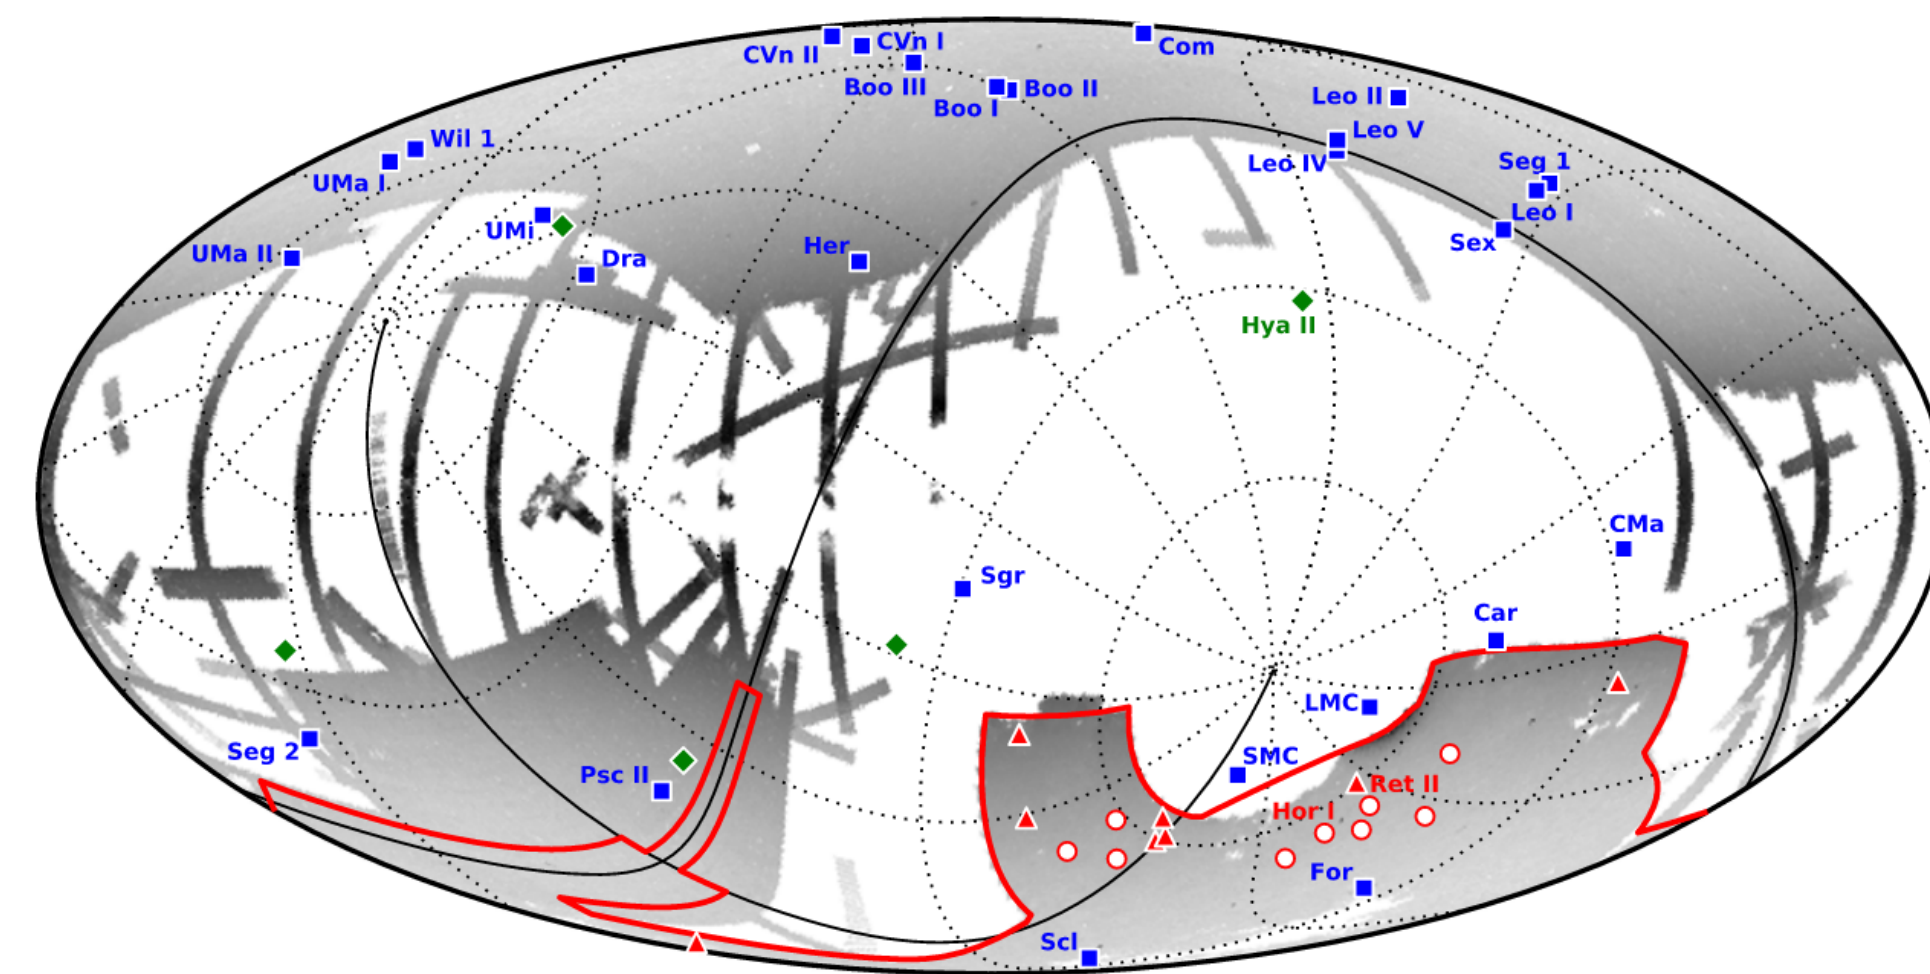 Com
CVn I
CVn II
Boo III
Boo II
Boo I
Leo II
Leo V
Wil 1
Leo IV
Seg 1
UMa I
Leo I
UMi
Sex
Her
UMa II
Dra
Hya II
CMa
Sgr
Car
LMC
Seg 2
SMC
Psc II
Ret II
Hor I
For
Scl